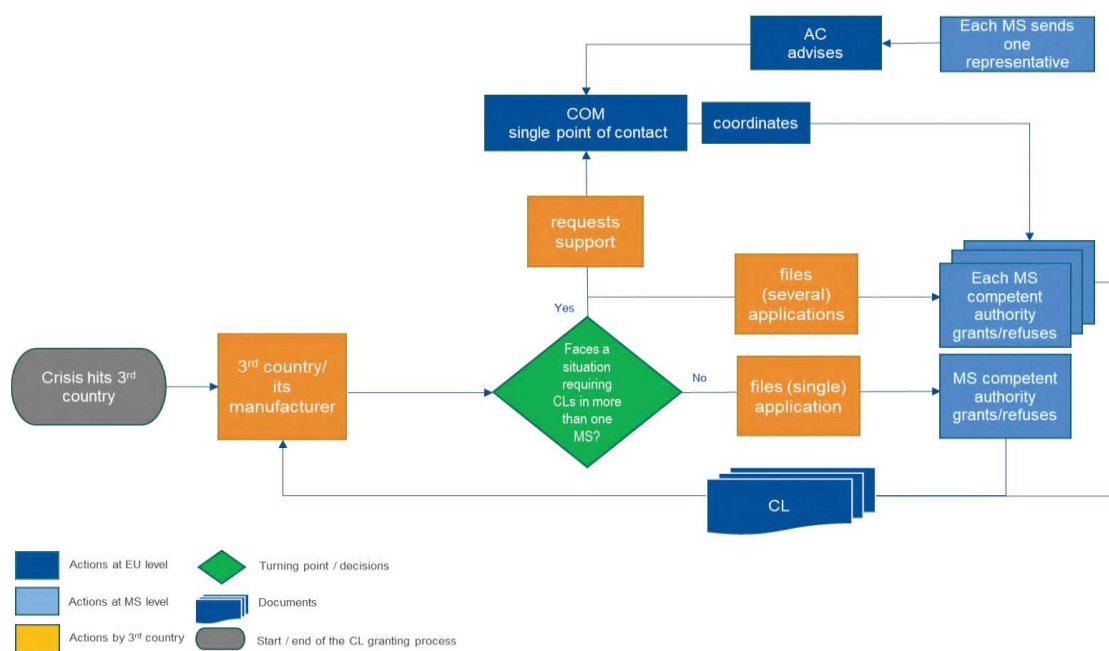 AC
advises
Each MS sends
one
representative
COM
single point of contact
coordinates
requests
support
files
(several)
applications
Each MS
competent
authority
grants/refuses
Yes
Crisis hits 3rd
country
3rd country/
its
manufacturer
Faces a
situation
requiring
CLs in more
than one
MS?
No
files (single)
application
MS competent
authority
grants/refuses
CL
Actions at EU level
Turning point / decisions
Actions at MS level
Documents
Actions by 3rd country
Start / end of the CL granting process